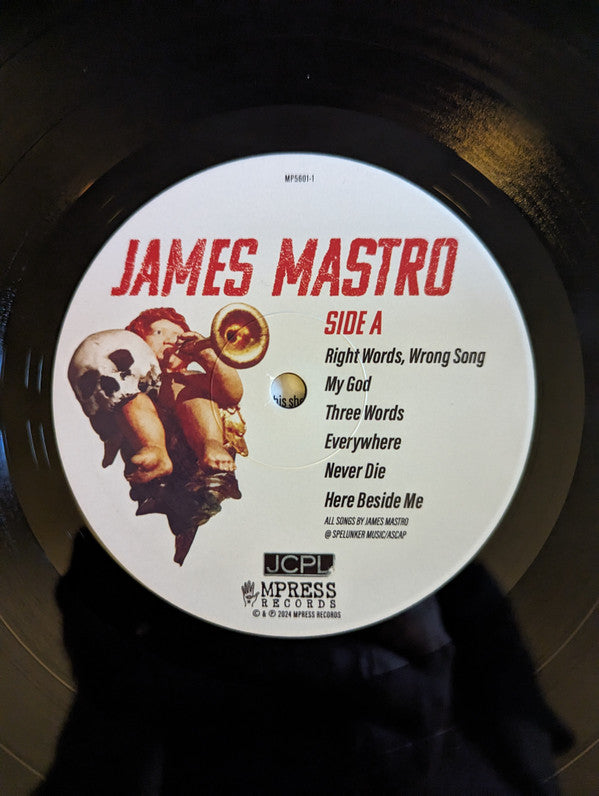 MP5601-1
JAMES MASTRO
SIDE A
Right Words, Wrong Song
My God
Three Words
Everywhere
Never Die
Here Beside Me
ALL SONGS BY JAMES MASTRO
@ SPELUNKER MUSIC/ASCAP
JCPL
MPRESS
RECORDS
© & ℗ 2024 MPRESS RECORDS